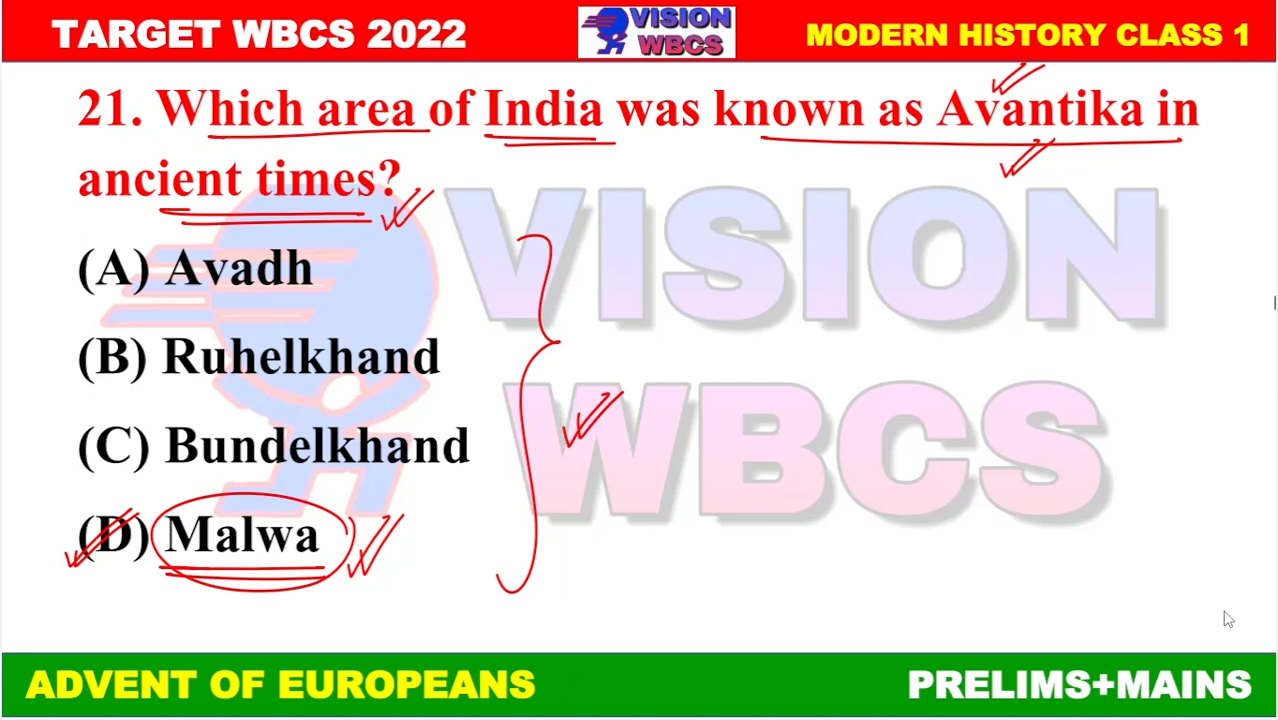 TARGET WBCS 2022
VISION
WBCS
MODERN HISTORY CLASS 1
21. Which area of India was known as Avantika in
ancient times?
(A) Avadh
(B) Ruhelkhand
(C) Bundelkhand
(D) Malwa
VISION
WBCS
ADVENT OF EUROPEANS
PRELIMS+MAINS